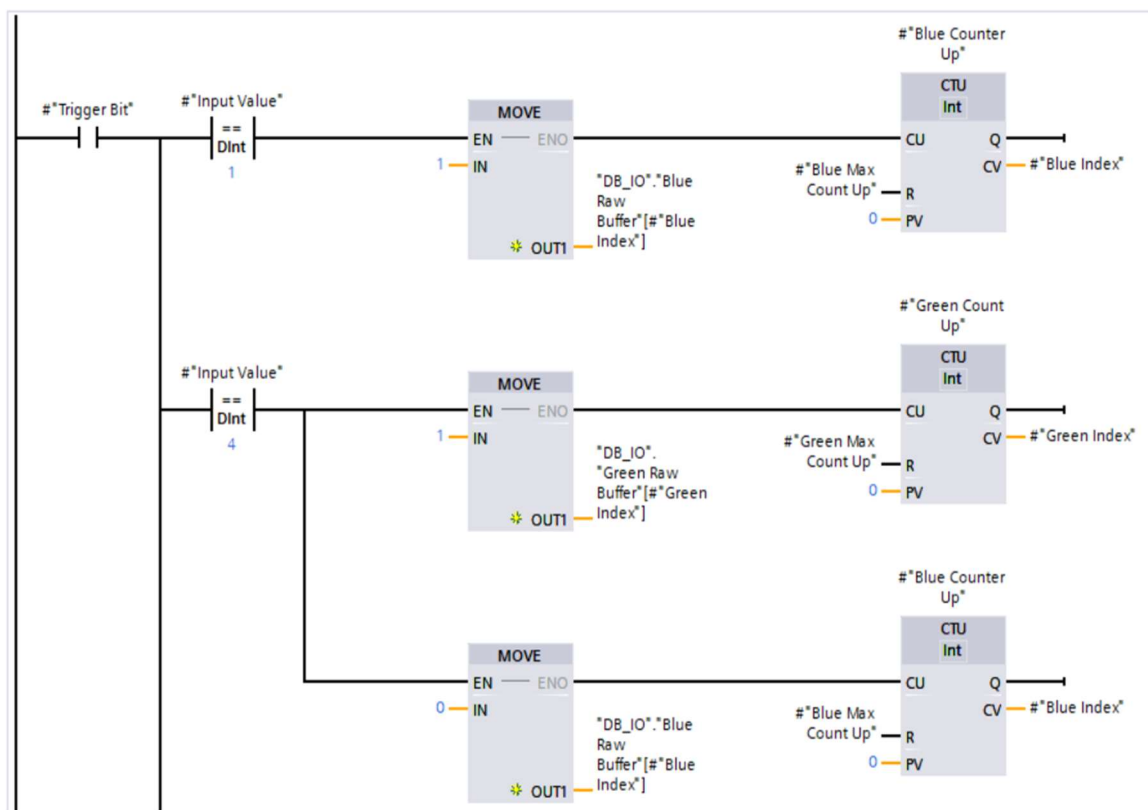 #"Blue Counter
Up"
CTU
Int
#"Trigger Bit"
#"Input Value"
==
DInt
1
MOVE
EN
ENO
1
IN
OUT1
"DB_IO"."Blue
Raw
Buffer"[#"Blue
Index"]
CU
Q
CV
#"Blue Index"
#"Blue Max
Count Up"
R
0
PV
#"Green Count
Up"
CTU
Int
#"Input Value"
==
DInt
4
MOVE
EN
ENO
1
IN
OUT1
"DB_IO".
"Green Raw
Buffer"[#"Green
Index"]
CU
Q
CV
#"Green Index"
#"Green Max
Count Up"
R
0
PV
#"Blue Counter
Up"
CTU
Int
MOVE
EN
ENO
0
IN
OUT1
"DB_IO"."Blue
Raw
Buffer"[#"Blue
Index"]
CU
Q
CV
#"Blue Index"
#"Blue Max
Count Up"
R
0
PV